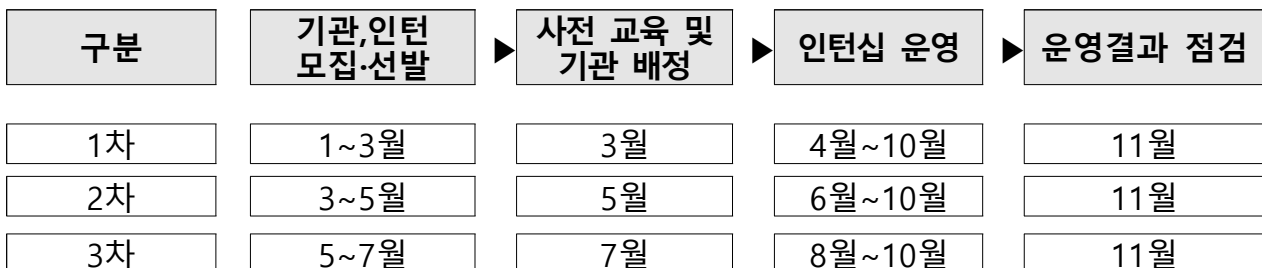 구분 기관,인턴 모집·선발 ▶ 사전 교육 및 기관 배정 ▶ 인턴십 운영 ▶ 운영결과 점검
1차 1~3월 3월 4월~10월 11월
2차 3~5월 5월 6월~10월 11월
3차 5~7월 7월 8월~10월 11월